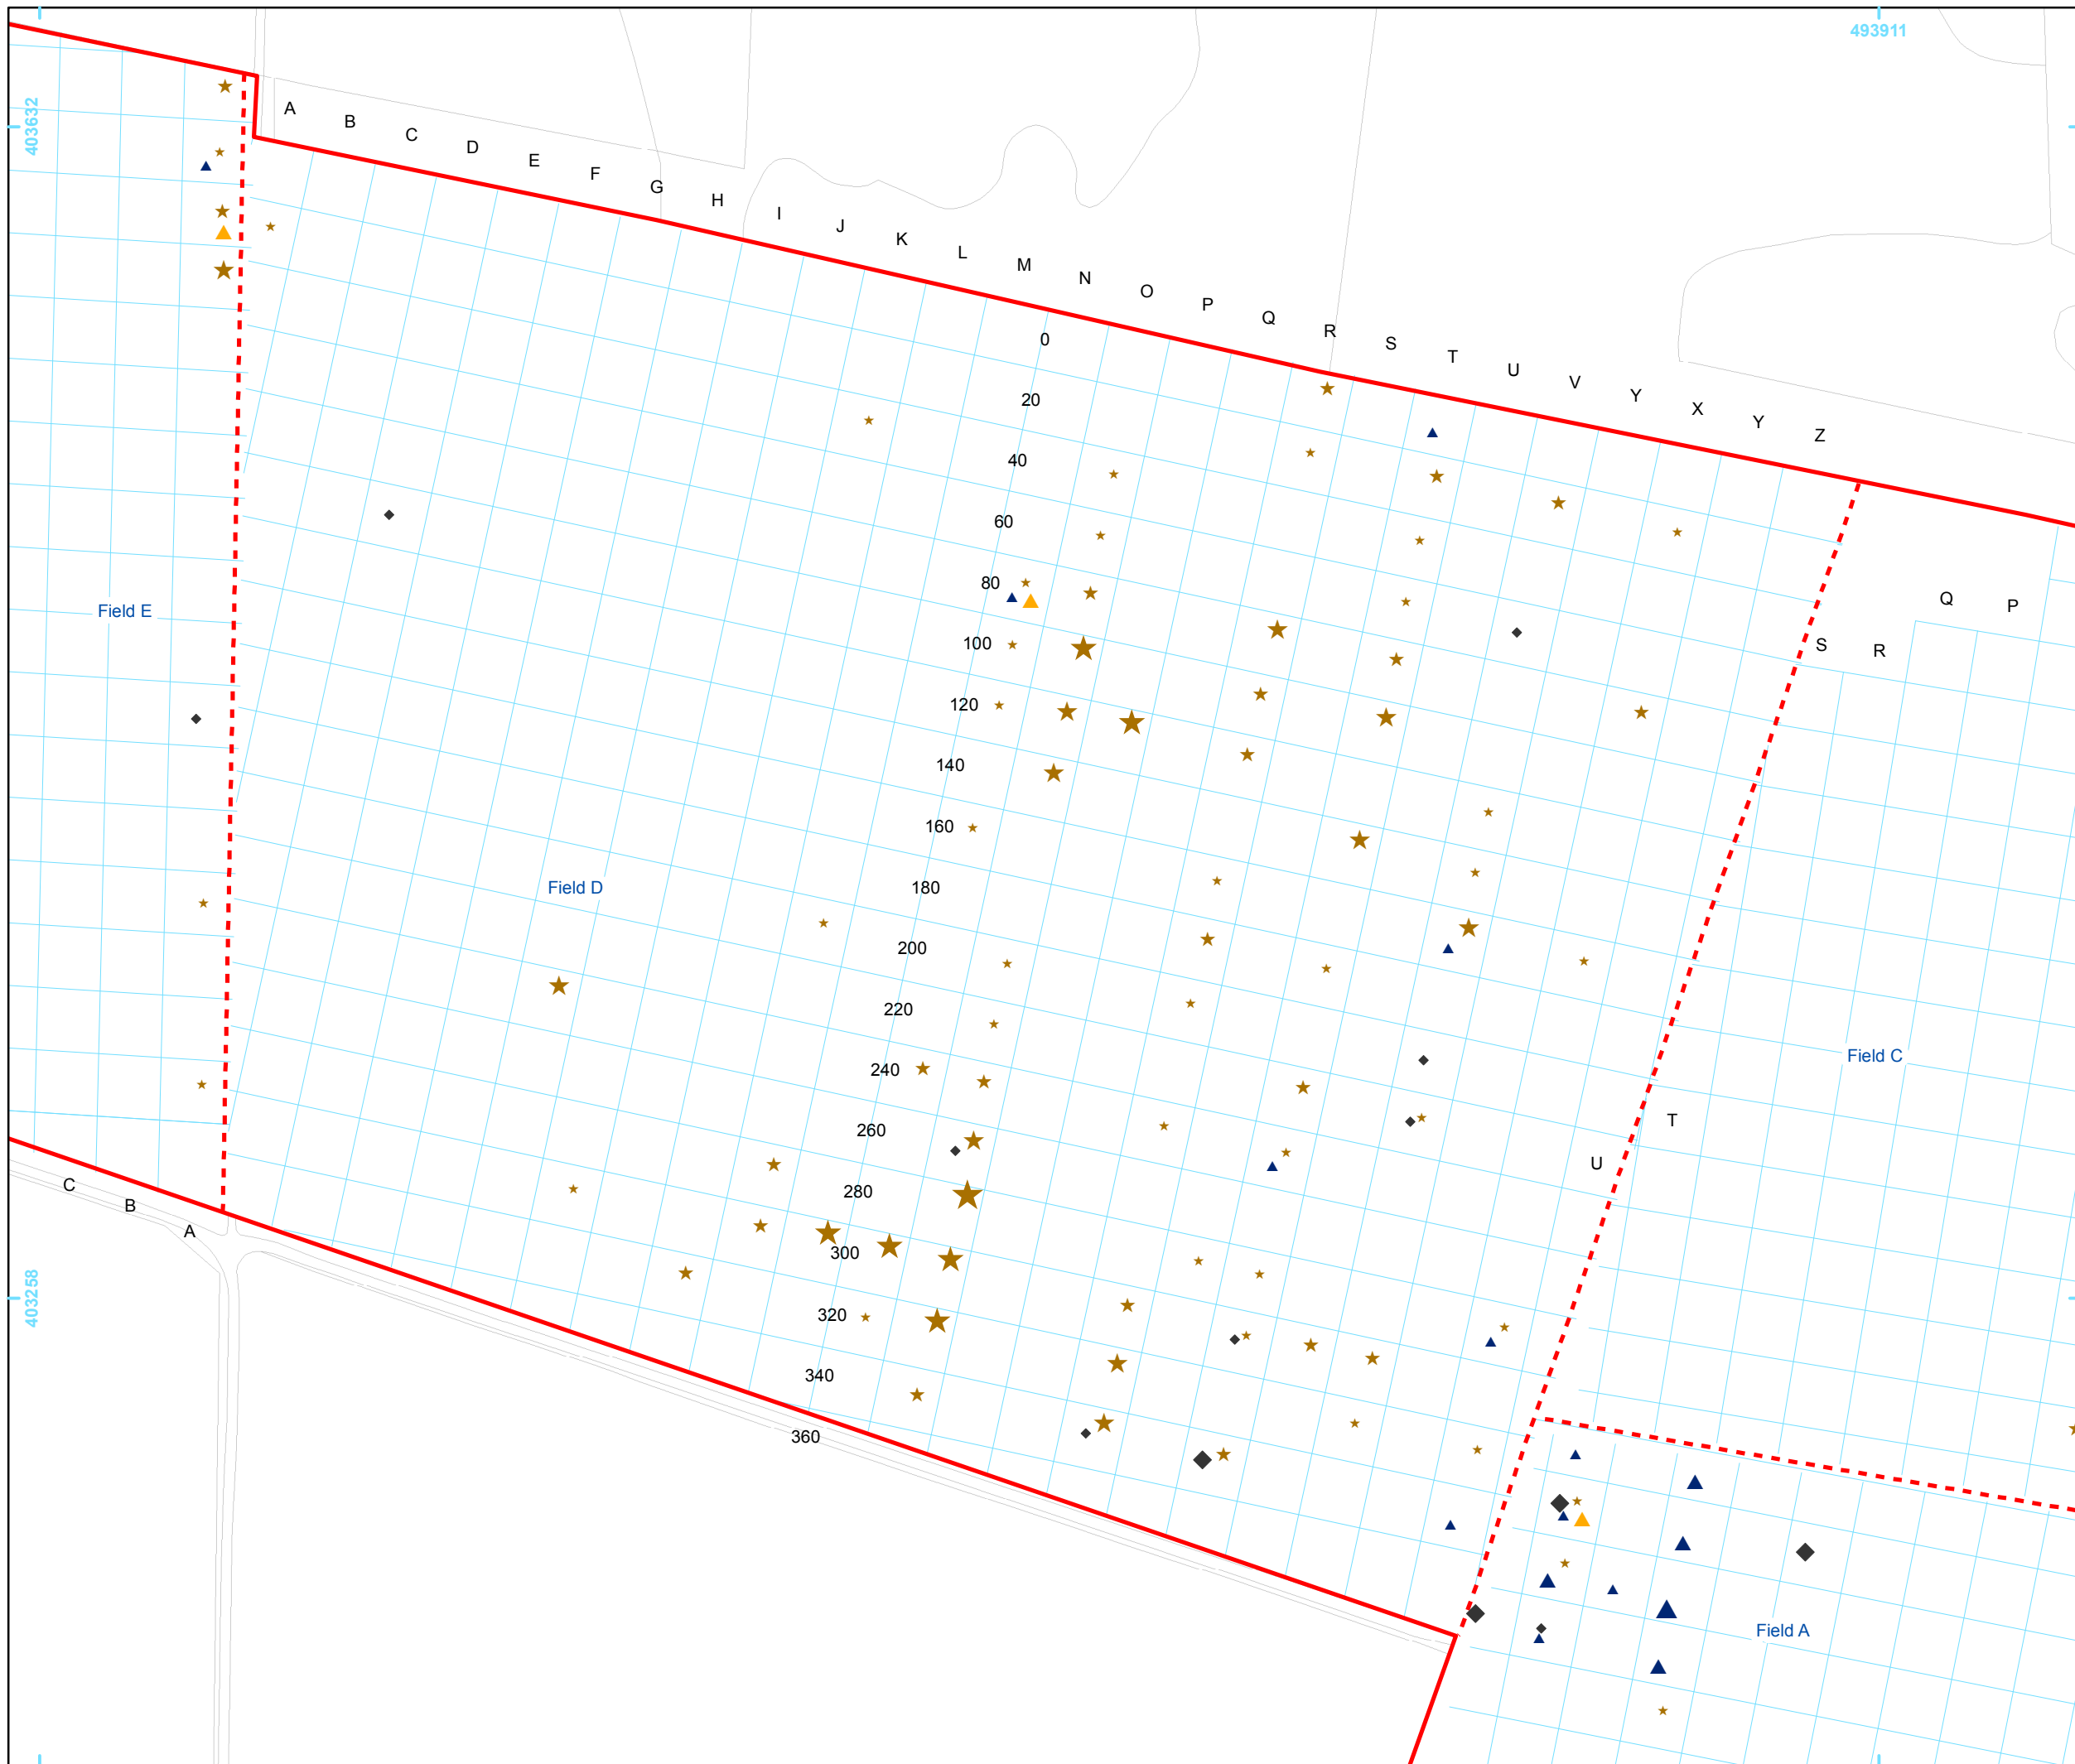 493911
403632
A B C D E F G H I J K L M N O P Q R S T U V Y X Y Z
0
20
40
60
80
100
120
140
160
180
200
220
240
260
280
300
320
340
360
Field E
Q P
S R
Field D
Field C
T
U
C B A
403258
Field A